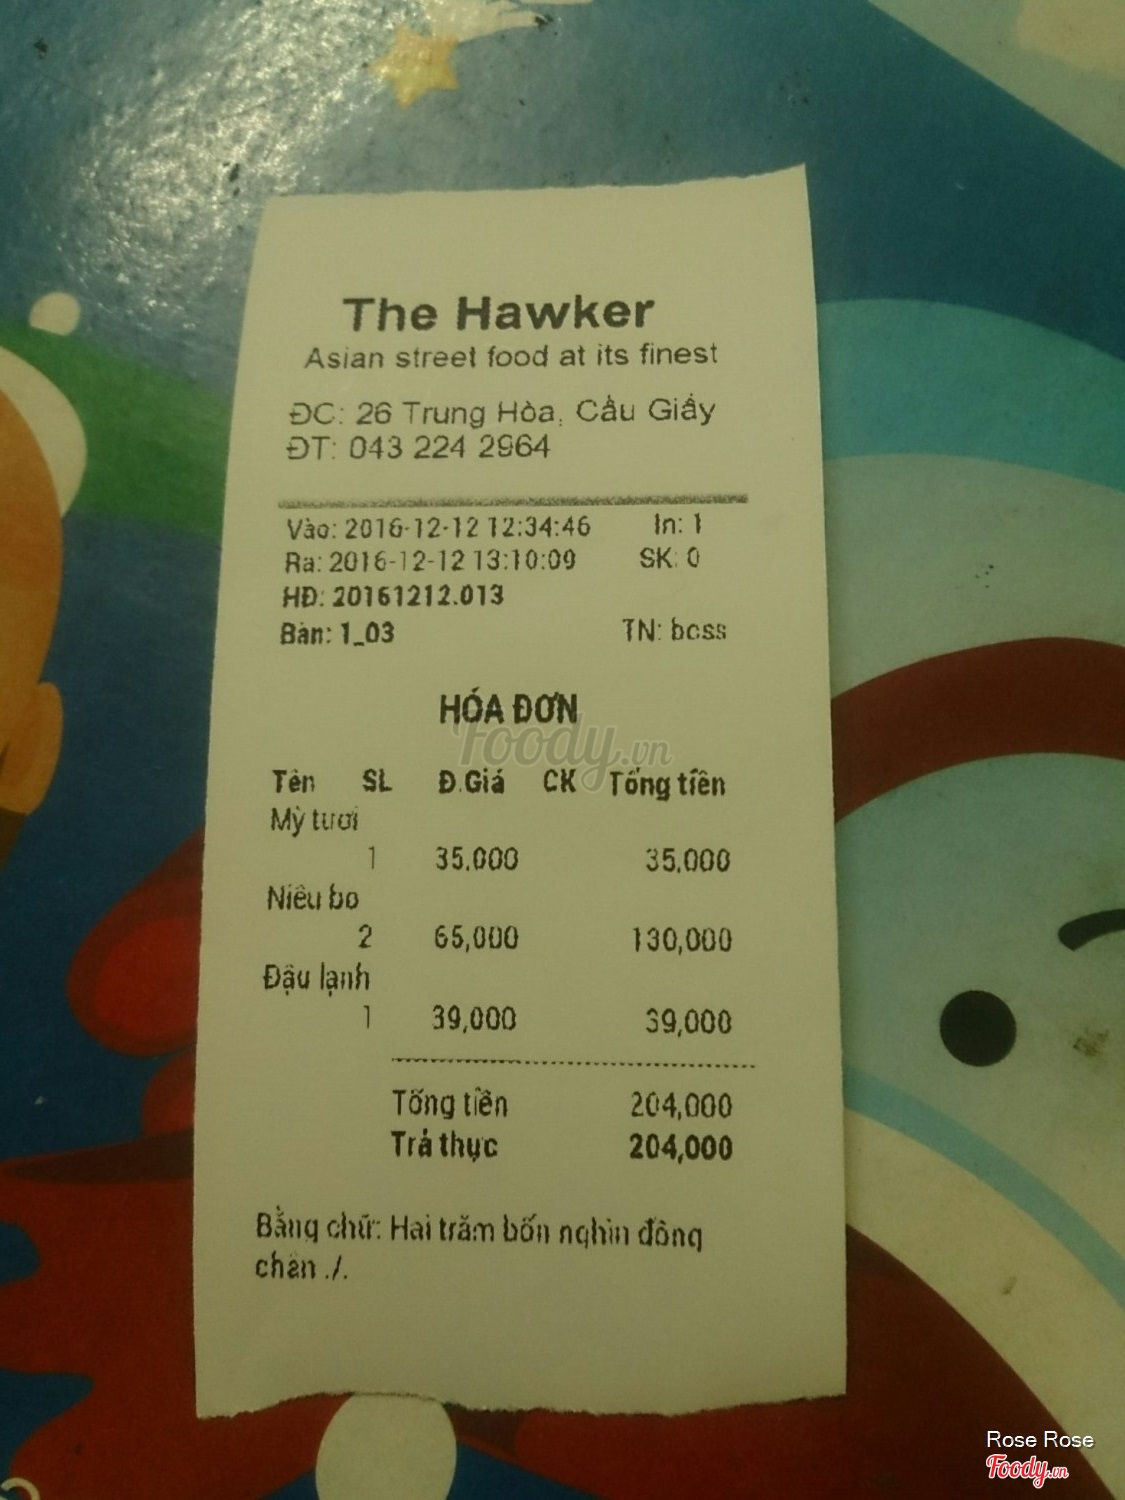 The Hawker
Asian street food at its finest
ĐC: 26 Trung Hòa, Cầu Giấy
ĐT: 043 224 2964
Vào: 2016-12-12 12:34:46 In: 1
Ra: 2016-12-12 13:10:09 SK: 0
HĐ: 20161212.013
Bàn: 1_03 TN: boss
HÓA ĐƠN
Foody.vn
Tên SL Đ.Giá CK Tổng tiền
Mỳ tươi
1 35,000 35,000
Niêu bo
2 65,000 130,000
Đậu lạnh
1 39,000 39,000
Tổng tiền 204,000
Trả thực 204,000
Bằng chữ: Hai trăm bốn nghìn đồng
chẵn ./.
Rose Rose
Foody.vn